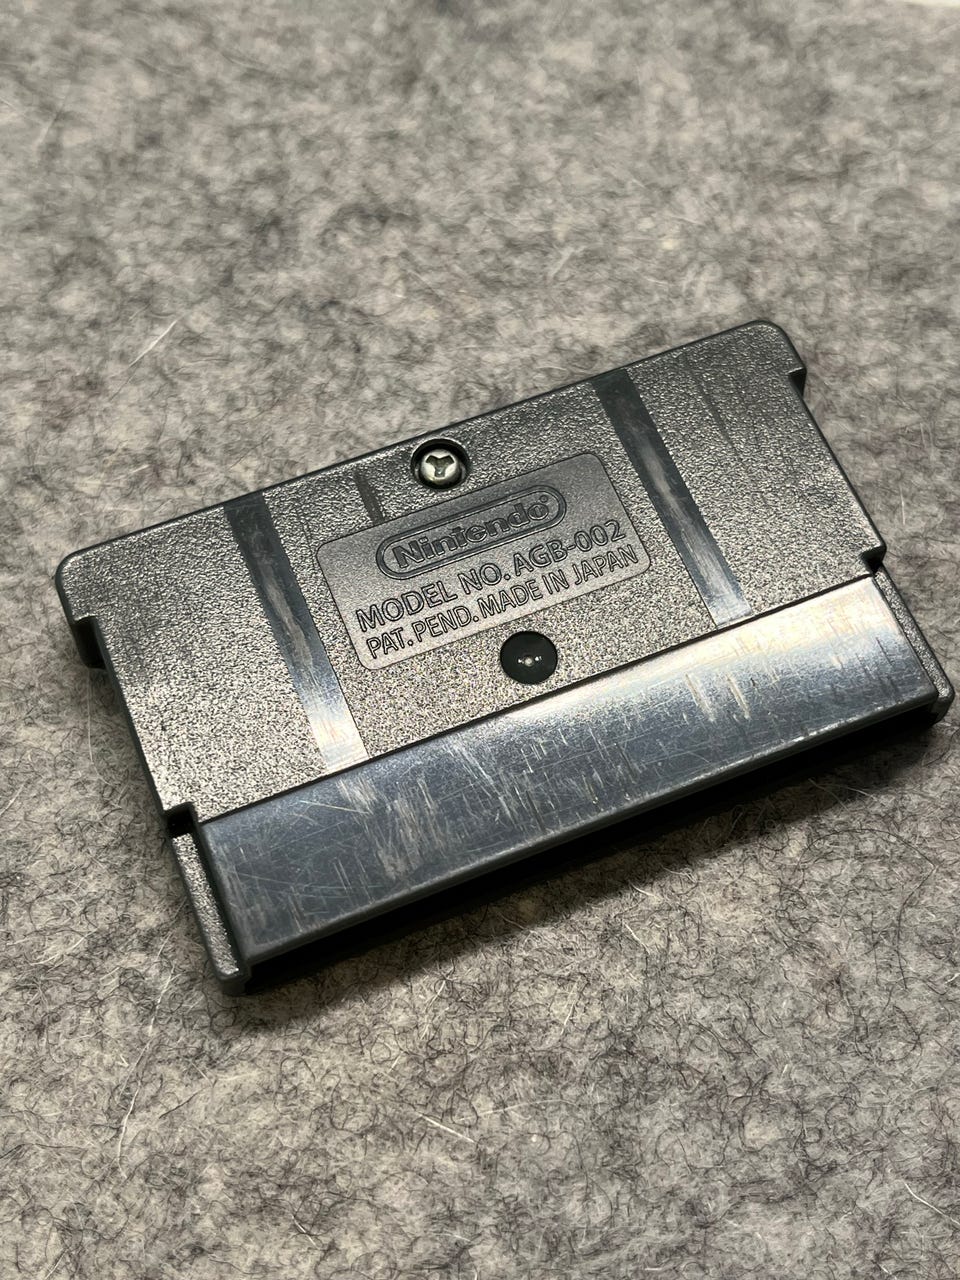 Nintendo
MODEL NO. AGB-002
PAT. PEND. MADE IN JAPAN